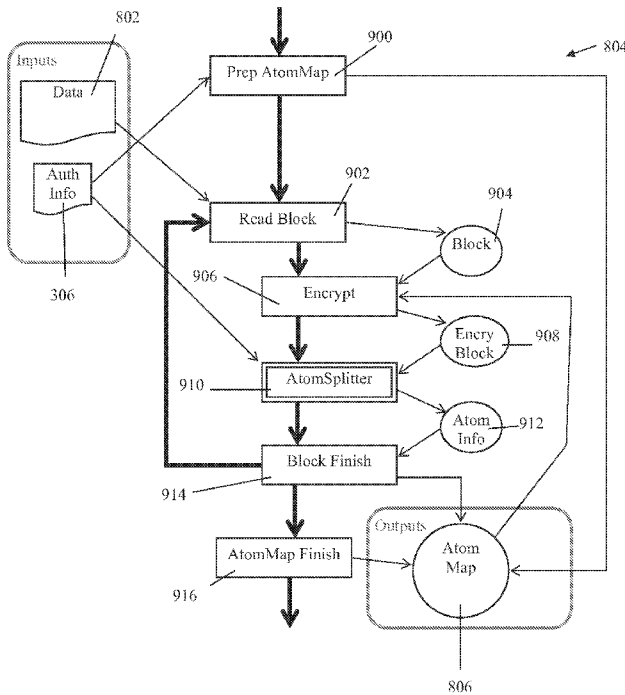 802
900
804
Inputs
Prep AtomMap
Data
Auth
Info
902
904
Read Block
Block
306
906
Encrypt
Encry
Block
908
910
AtomSplitter
Atom
Info
912
Block Finish
914
Outputs
AtomMap Finish
Atom
Map
916
806